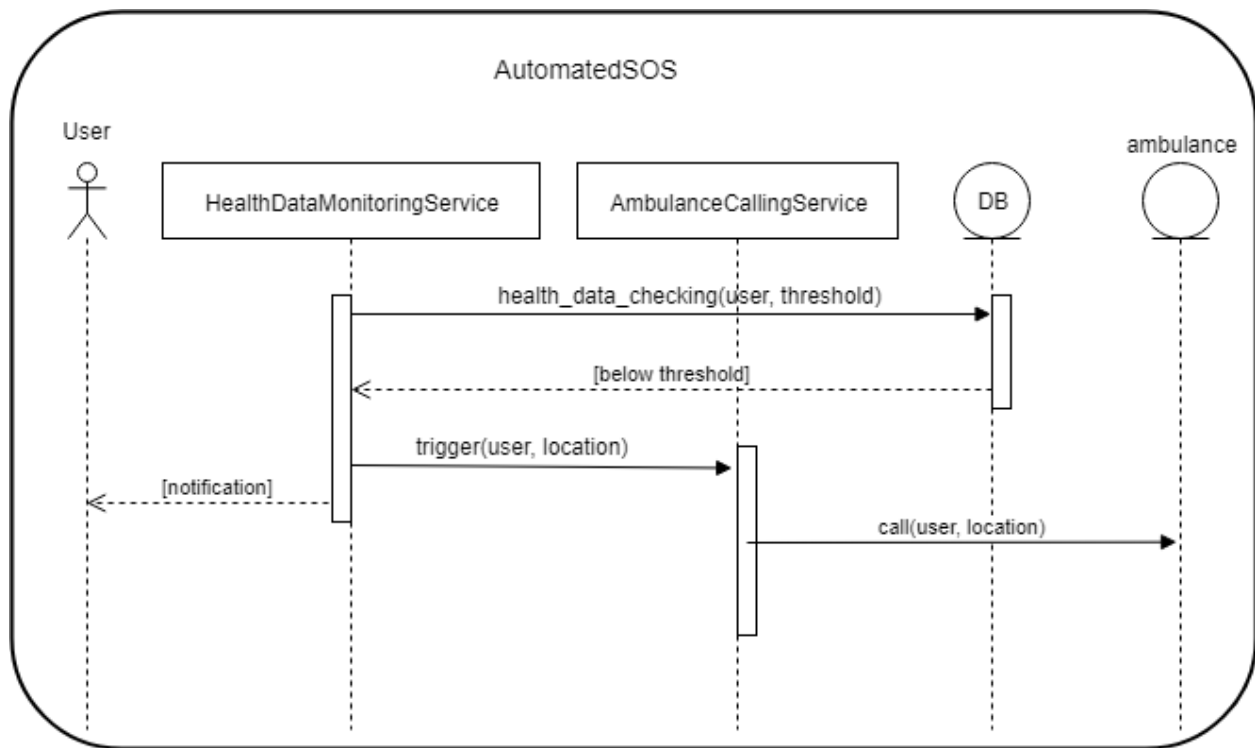 AutomatedSOS
User
ambulance
HealthDataMonitoringService
AmbulanceCallingService
DB
health_data_checking(user, threshold)
[below threshold]
trigger(user, location)
[notification]
call(user, location)